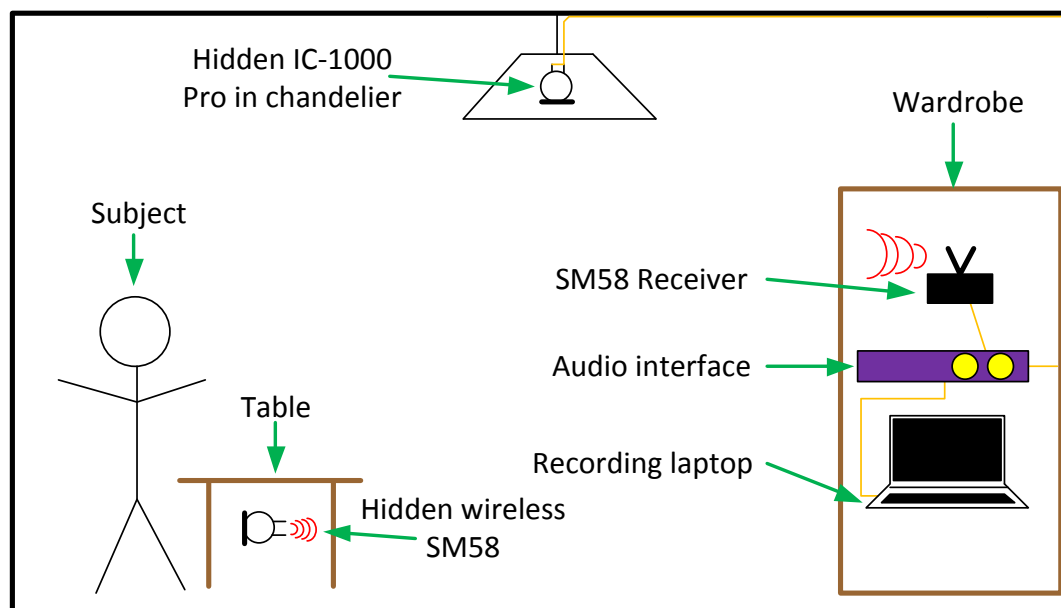 Hidden IC-1000
Pro in chandelier
Wardrobe
Subject
SM58 Receiver
Audio interface
Table
Recording laptop
Hidden wireless
SM58